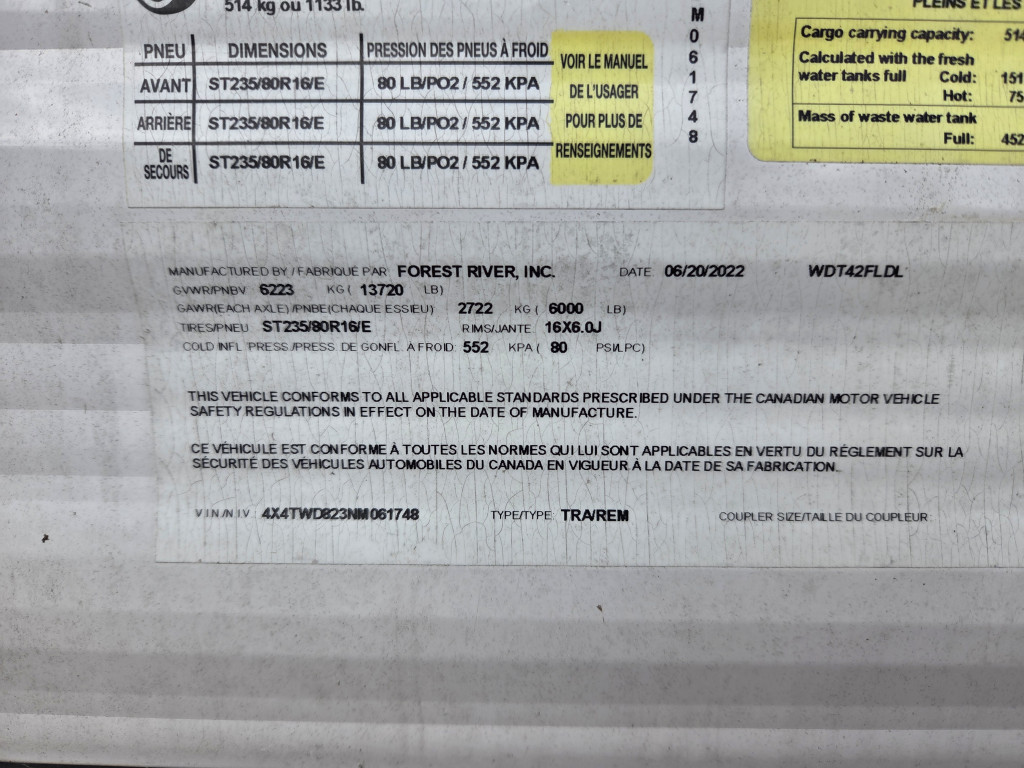 514 kg ou 1133 lb.
PNEU DIMENSIONS PRESSION DES PNEUS À FROID
AVANT ST235/80R16/E 80 LB/PO2 / 552 KPA
ARRIÈRE ST235/80R16/E 80 LB/PO2 / 552 KPA
DE SECOURS ST235/80R16/E 80 LB/PO2 / 552 KPA
VOIR LE MANUEL
DE L'USAGER
POUR PLUS DE
RENSEIGNEMENTS
M
0
6
1
7
4
8
PLEINS ET LES
Cargo carrying capacity: 514
Calculated with the fresh
water tanks full Cold: 151
Hot: 75
Mass of waste water tank
Full: 452
MANUFACTURED BY / FABRIQUÉ PAR FOREST RIVER, INC. DATE 06/20/2022 WDT42FLDL
GVWR/PNBV 6223 KG ( 13720 LB)
GAWR(EACH AXLE) /PNBE(CHAQUE ESSIEU) 2722 KG ( 6000 LB)
TIRES/PNEU ST235/80R16/E RIMS/JANTE 16X6.0J
COLD INFL PRESS./PRESS. DE GONFL. A FROID: 552 KPA ( 80 PSI/LPC)
THIS VEHICLE CONFORMS TO ALL APPLICABLE STANDARDS PRESCRIBED UNDER THE CANADIAN MOTOR VEHICLE
SAFETY REGULATIONS IN EFFECT ON THE DATE OF MANUFACTURE.
CE VÉHICULE EST CONFORME À TOUTES LES NORMES QUI LUI SONT APPLICABLES EN VERTU DU RÉGLEMENT SUR LA
SÉCURITÉ DES VÉHICULES AUTOMOBILES DU CANADA EN VIGUEUR À LA DATE DE SA FABRICATION.
V I N / N I V 4X4TWD823NM061748 TYPE/TYPE: TRA/REM COUPLER SIZE/TAILLE DU COUPLEUR: